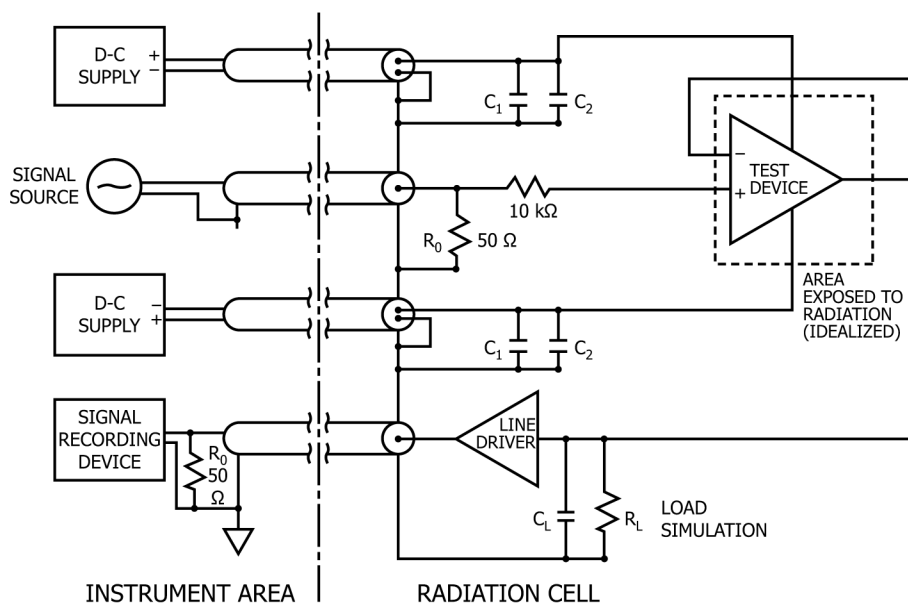 D-C
SUPPLY
+
−
C1
C2
SIGNAL
SOURCE
10 kΩ
R0
50 Ω
−
+
TEST
DEVICE
AREA
EXPOSED TO
RADIATION
(IDEALIZED)
D-C
SUPPLY
−
+
C1
C2
SIGNAL
RECORDING
DEVICE
R0
50
Ω
LINE
DRIVER
CL
RL
LOAD
SIMULATION
INSTRUMENT AREA
RADIATION CELL